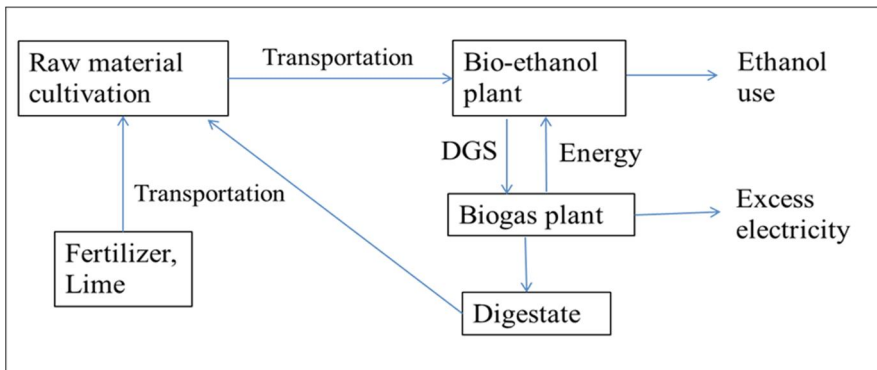 Raw material
cultivation
Transportation
Bio-ethanol
plant
Ethanol
use
DGS
Energy
Transportation
Biogas plant
Excess
electricity
Fertilizer,
Lime
Digestate